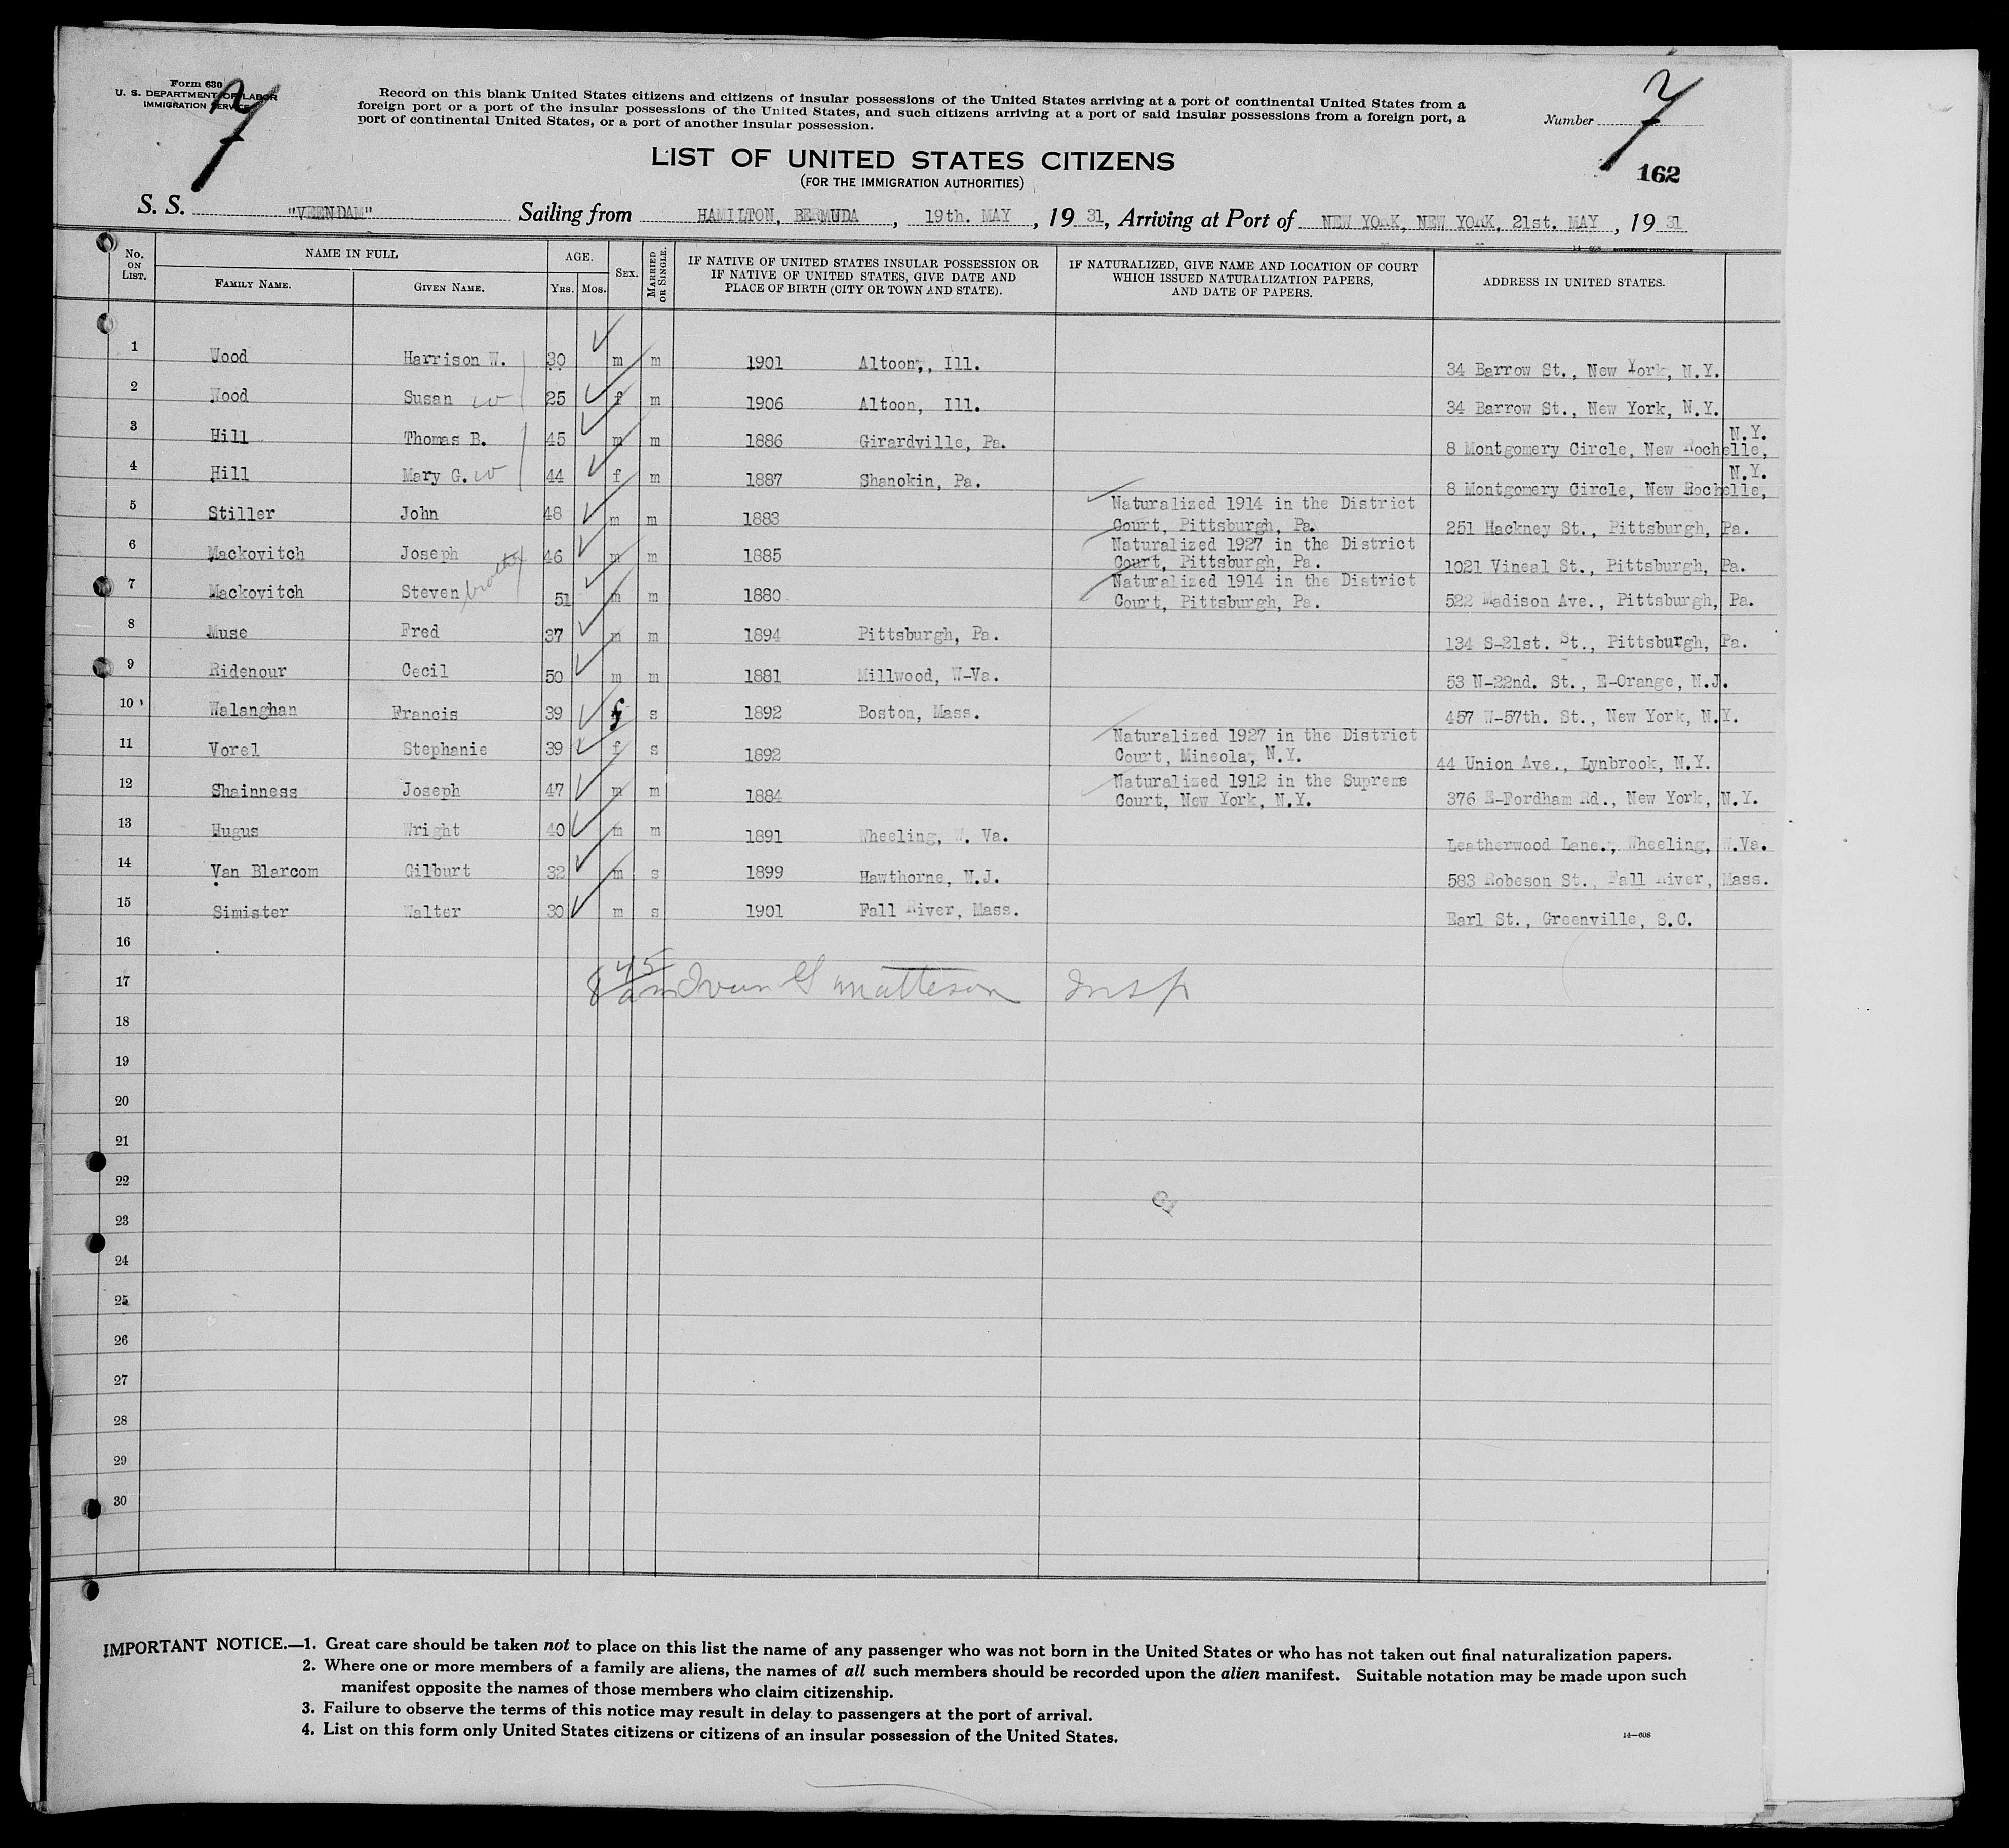 Form 630
U. S. DEPARTMENT OF LABOR
IMMIGRATION SERVICE
7
Record on this blank United States citizens and citizens of insular possessions of the United States arriving at a port of continental United States from a
foreign port or a port of the insular possessions of the United States, and such citizens arriving at a port of said insular possessions from a foreign port, a
port of continental United States, or a port of another insular possession.
Number 7
LIST OF UNITED STATES CITIZENS
(FOR THE IMMIGRATION AUTHORITIES)
162
S. S. "VEENDAM" Sailing from HAMILTON, BERMUDA, 19th. MAY, 19 31, Arriving at Port of NEW YORK, NEW YORK, 21st. MAY, 19 31
No. ON LIST. NAME IN FULL FAMILY NAME. GIVEN NAME. AGE. YRS. MOS. SEX. MARRIED OR SINGLE. IF NATIVE OF UNITED STATES INSULAR POSSESSION OR IF NATIVE OF UNITED STATES, GIVE DATE AND PLACE OF BIRTH (CITY OR TOWN AND STATE). IF NATURALIZED, GIVE NAME AND LOCATION OF COURT WHICH ISSUED NATURALIZATION PAPERS, AND DATE OF PAPERS. ADDRESS IN UNITED STATES.
1 Wood Harrison W. 30 m m 1901 Altoon,, Ill. 34 Barrow St., New York, N.Y.
2 Wood Susan w 25 f m 1906 Altoon, Ill. 34 Barrow St., New York, N.Y.
3 Hill Thomas B. 45 m m 1886 Girardville, Pa. 8 Montgomery Circle, New Rochelle, N.Y.
4 Hill Mary G. w 44 f m 1887 Shanokin, Pa. 8 Montgomery Circle, New Rochelle, N.Y.
5 Stiller John 48 m m 1883 Naturalized 1914 in the District Court, Pittsburgh, Pa. 251 Hackney St., Pittsburgh, Pa.
6 Mackovitch Joseph 46 m m 1885 Naturalized 1927 in the District Court, Pittsburgh, Pa. 1021 Vineal St., Pittsburgh, Pa.
7 Mackovitch Steven brother 51 m m 1880 Naturalized 1914 in the District Court, Pittsburgh, Pa. 522 Madison Ave., Pittsburgh, Pa.
8 Muse Fred 37 m m 1894 Pittsburgh, Pa. 134 S-21st. St., Pittsburgh, Pa.
9 Ridenour Cecil 50 m m 1881 Millwood, W-Va. 53 N-22nd. St., E-Orange, N.J.
10 Walanghan Francis 39 f s 1892 Boston, Mass. 457 W-57th. St., New York, N.Y.
11 Vorel Stephanie 39 f s 1892 Naturalized 1927 in the District Court, Mineola, N.Y. 44 Union Ave., Lynbrook, N.Y.
12 Shainness Joseph 47 m m 1884 Naturalized 1912 in the Supreme Court, New York, N.Y. 376 E-Fordham Rd., New York, N.Y.
13 Hugus Wright 40 m m 1891 Wheeling, W. Va. Leatherwood Lane., Wheeling, W.Va.
14 Van Blarcom Gilburt 32 m s 1899 Hawthorne, N.J. 583 Robeson St., Fall River, Mass.
15 Simister Walter 30 m s 1901 Fall River, Mass. Earl St., Greenville, S.C.
16
17 8 45 am Ivan G Matteson Insp
18
19
20
21
22
23
24
25
26
27
28
29
30
IMPORTANT NOTICE.—1. Great care should be taken not to place on this list the name of any passenger who was not born in the United States or who has not taken out final naturalization papers.
2. Where one or more members of a family are aliens, the names of all such members should be recorded upon the alien manifest. Suitable notation may be made upon such
manifest opposite the names of those members who claim citizenship.
3. Failure to observe the terms of this notice may result in delay to passengers at the port of arrival.
4. List on this form only United States citizens or citizens of an insular possession of the United States.
14—608